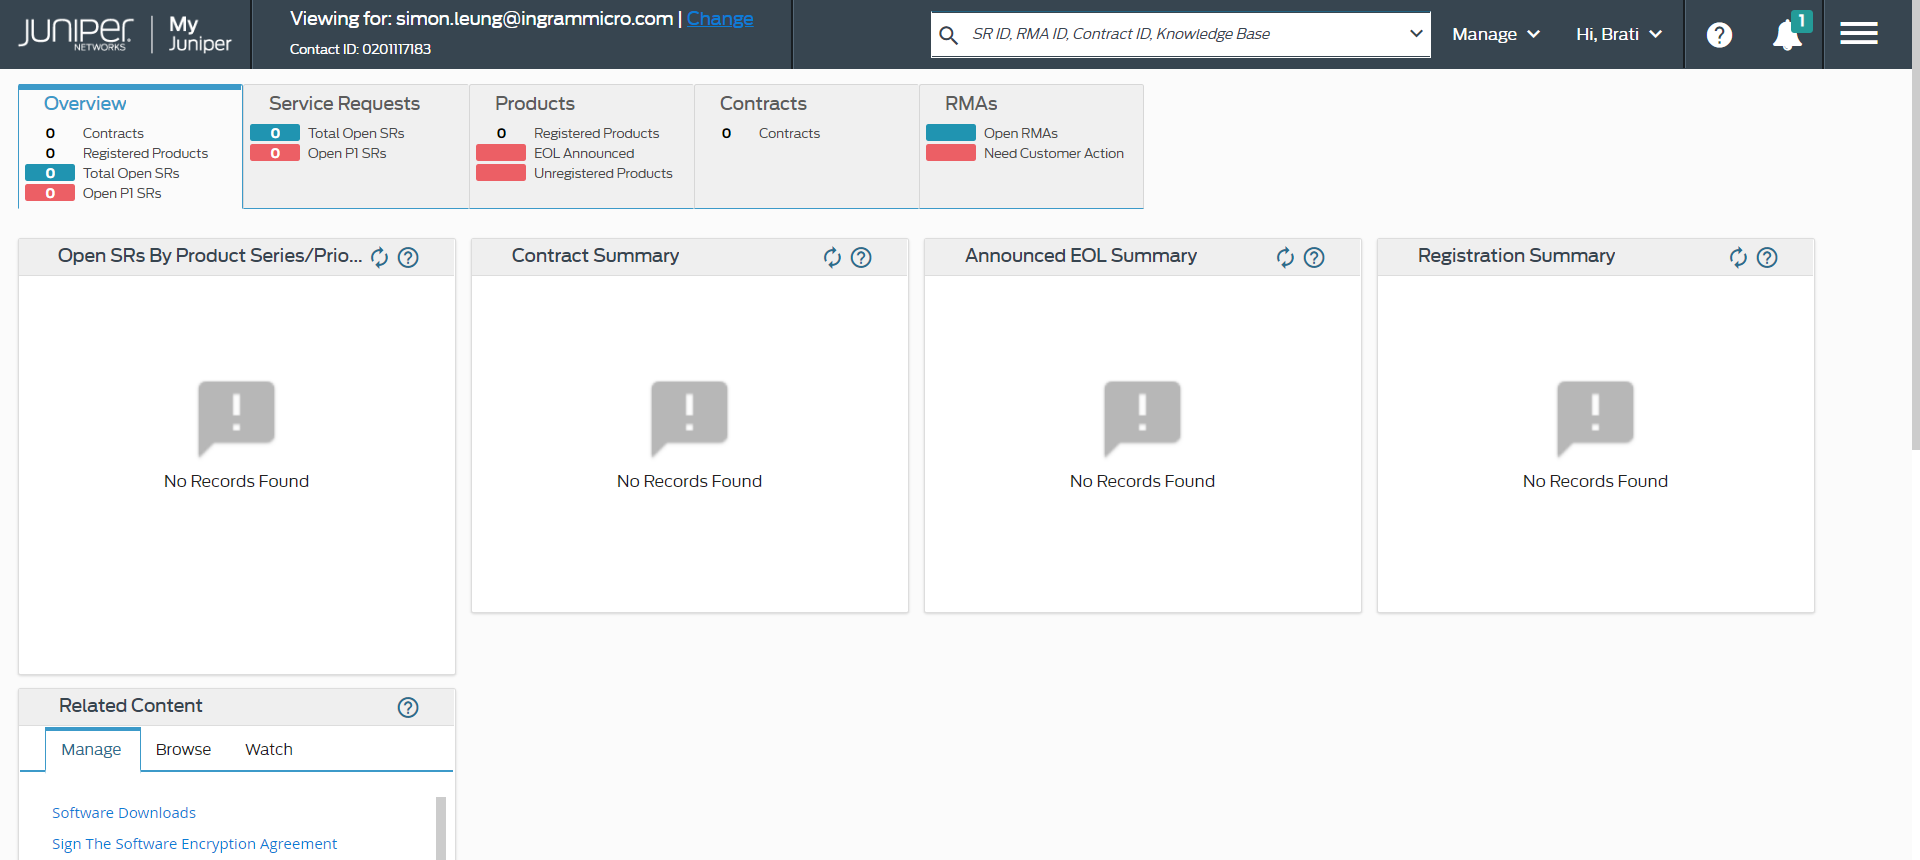 JUNIPER NETWORKS
My Juniper
Viewing for: simon.leung@ingrammicro.com | Change
Contact ID: 0201117183
SR ID, RMA ID, Contract ID, Knowledge Base
Manage
Hi, Brati
?
1
Overview
0 Contracts
0 Registered Products
0 Total Open SRs
0 Open P1 SRs
Service Requests
0 Total Open SRs
0 Open P1 SRs
Products
0 Registered Products
EOL Announced
Unregistered Products
Contracts
0 Contracts
RMAs
Open RMAs
Need Customer Action
Open SRs By Product Series/Prio... ?
!
No Records Found
Contract Summary ?
!
No Records Found
Announced EOL Summary ?
!
No Records Found
Registration Summary ?
!
No Records Found
Related Content ?
Manage Browse Watch
Software Downloads
Sign The Software Encryption Agreement